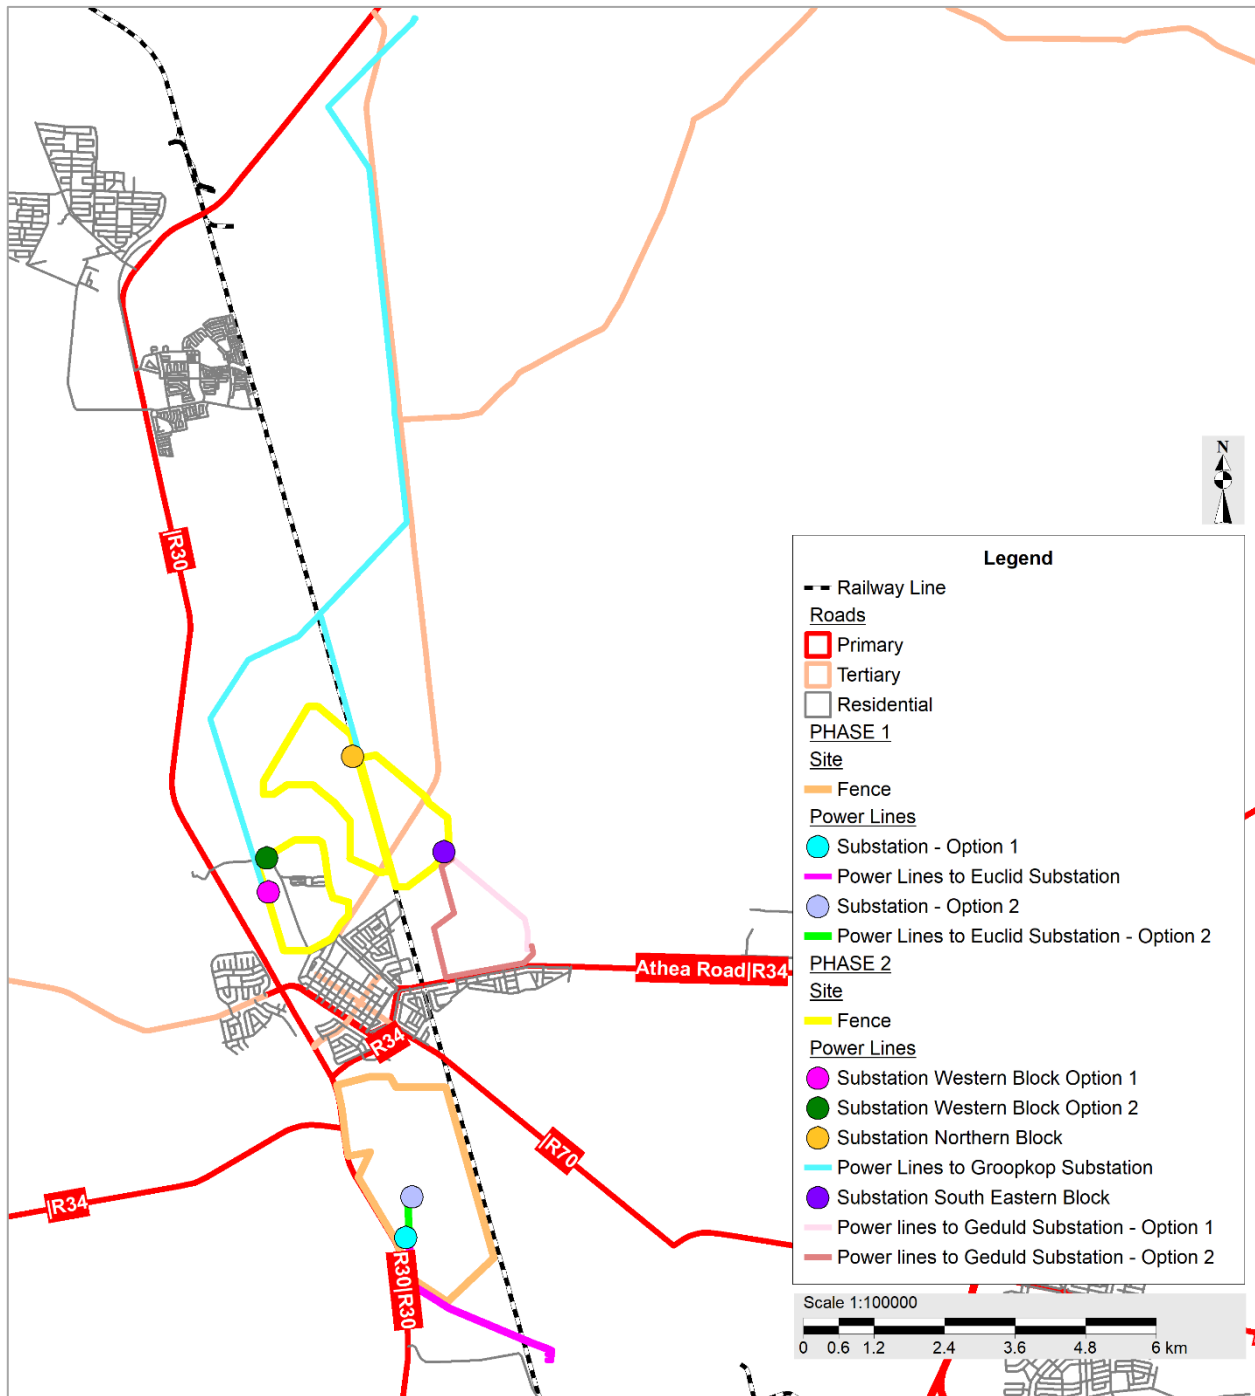 |R30
N
Legend
Railway Line
Roads
Primary
Tertiary
Residential
PHASE 1
Site
Fence
Power Lines
Substation - Option 1
Power Lines to Euclid Substation
Substation - Option 2
Power Lines to Euclid Substation - Option 2
PHASE 2
Site
Fence
Power Lines
Substation Western Block Option 1
Substation Western Block Option 2
Substation Northern Block
Power Lines to Groopkop Substation
Substation South Eastern Block
Power lines to Geduld Substation - Option 1
Power lines to Geduld Substation - Option 2
Athea Road|R34
R34
|R70
|R34
R30|R30
Scale 1:100000
0 0.6 1.2 2.4 3.6 4.8 6 km